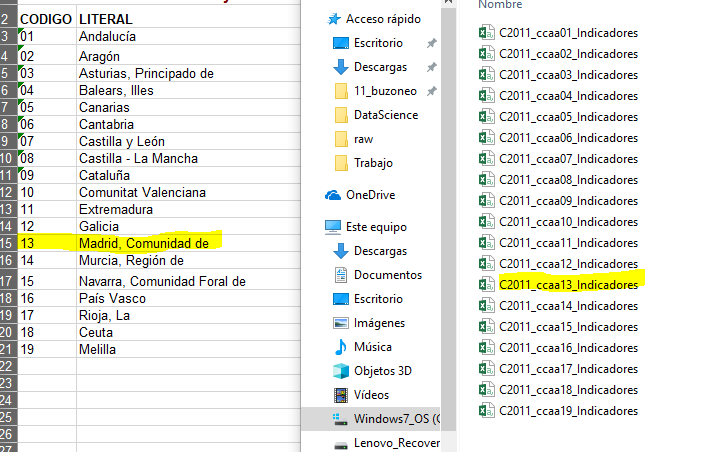 2 CODIGO LITERAL
3 01 Andalucía
4 02 Aragón
5 03 Asturias, Principado de
6 04 Balears, Illes
7 05 Canarias
8 06 Cantabria
9 07 Castilla y León
10 08 Castilla - La Mancha
11 09 Cataluña
12 10 Comunitat Valenciana
13 11 Extremadura
14 12 Galicia
15 13 Madrid, Comunidad de
16 14 Murcia, Región de
17 15 Navarra, Comunidad Foral de
18 16 País Vasco
19 17 Rioja, La
20 18 Ceuta
21 19 Melilla
22
23
24
25
26
27
Acceso rápido
Escritorio
Descargas
11_buzoneo
DataScience
raw
Trabajo
OneDrive
Este equipo
Descargas
Documentos
Escritorio
Imágenes
Música
Objetos 3D
Vídeos
Windows7_OS (
Lenovo_Recover
Nombre
C2011_ccaa01_Indicadores
C2011_ccaa02_Indicadores
C2011_ccaa03_Indicadores
C2011_ccaa04_Indicadores
C2011_ccaa05_Indicadores
C2011_ccaa06_Indicadores
C2011_ccaa07_Indicadores
C2011_ccaa08_Indicadores
C2011_ccaa09_Indicadores
C2011_ccaa10_Indicadores
C2011_ccaa11_Indicadores
C2011_ccaa12_Indicadores
C2011_ccaa13_Indicadores
C2011_ccaa14_Indicadores
C2011_ccaa15_Indicadores
C2011_ccaa16_Indicadores
C2011_ccaa17_Indicadores
C2011_ccaa18_Indicadores
C2011_ccaa19_Indicadores